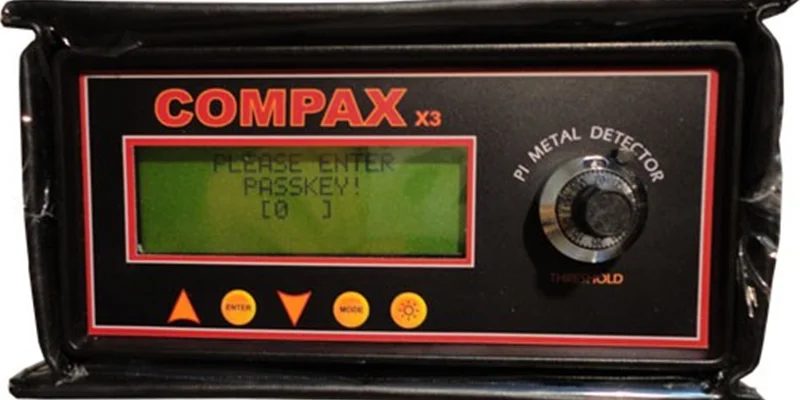 COMPAX X3
PI METAL DETECTOR
PLEASE ENTER
PASSKEY!
[0 ]
THRESHOLD
ENTER
MODE